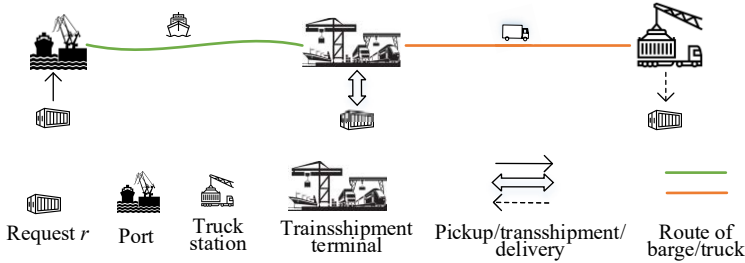 Request r
Port
Truck
station
Trainsshipment
terminal
Pickup/transshipment/
delivery
Route of
barge/truck